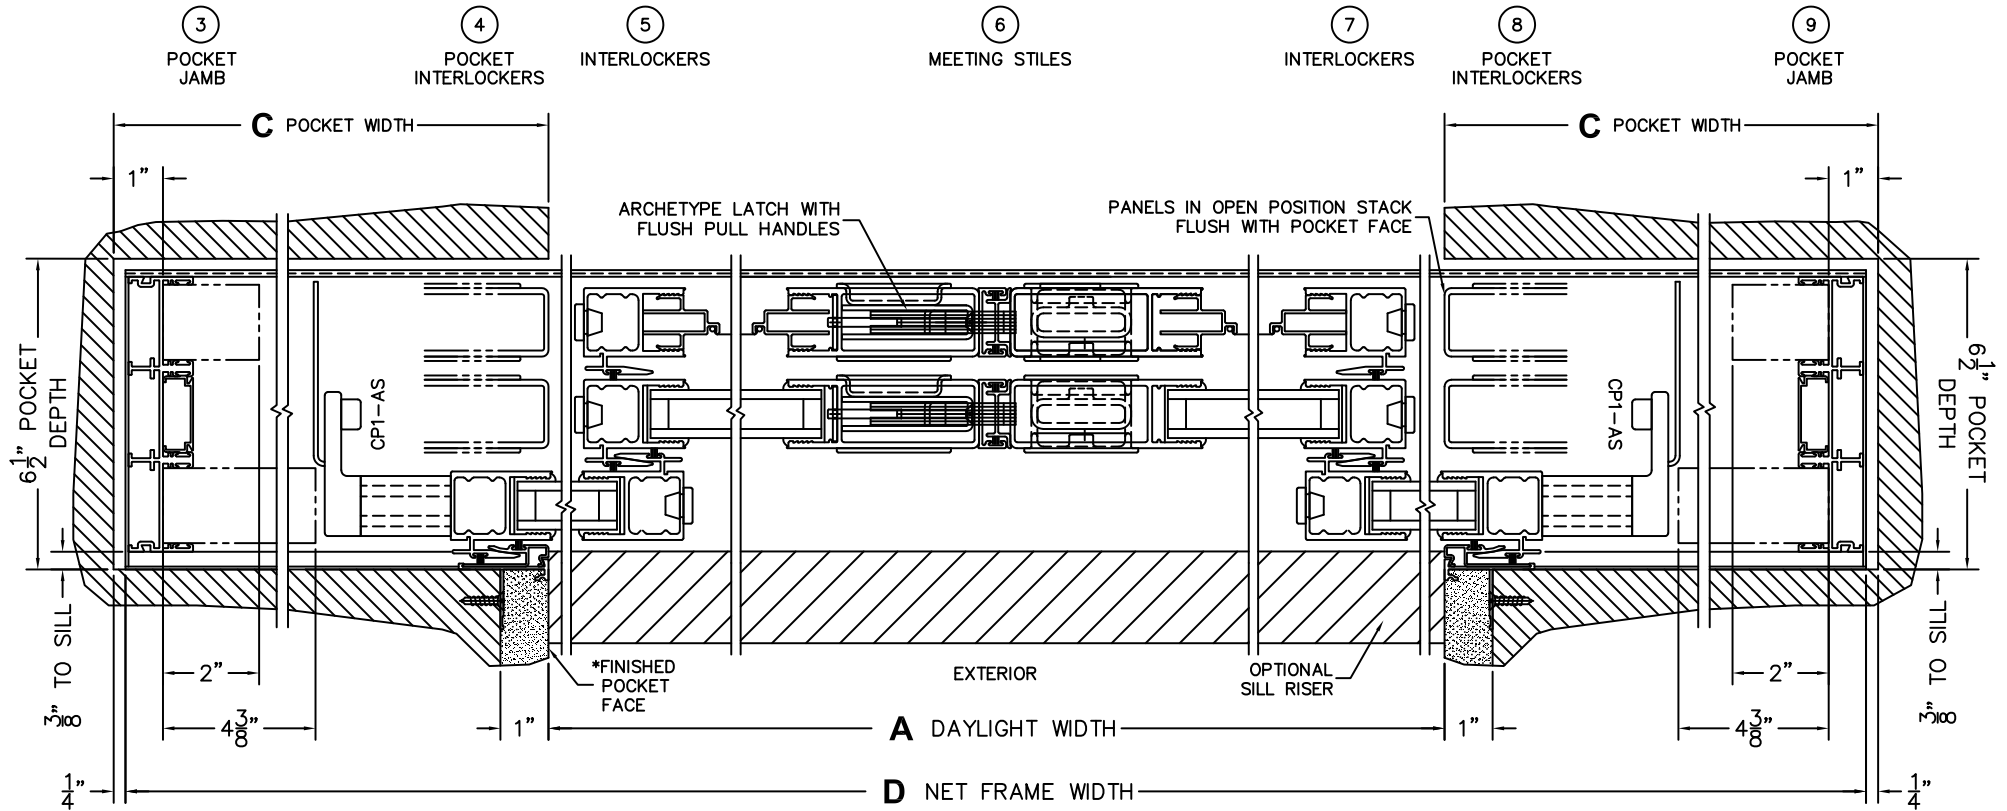 3
POCKET
JAMB
4
POCKET
INTERLOCKERS
5
INTERLOCKERS
6
MEETING STILES
7
INTERLOCKERS
8
POCKET
INTERLOCKERS
9
POCKET
JAMB
C POCKET WIDTH
C POCKET WIDTH
1"
1"
ARCHETYPE LATCH WITH
FLUSH PULL HANDLES
PANELS IN OPEN POSITION STACK
FLUSH WITH POCKET FACE
6 1/2" POCKET
DEPTH
CP1-AS
CP1-AS
6 1/2" POCKET
DEPTH
3/8" TO SILL
3/8" TO SILL
2"
*FINISHED
POCKET
FACE
EXTERIOR
OPTIONAL
SILL RISER
2"
4 3/8"
1"
A DAYLIGHT WIDTH
1"
4 3/8"
1/4"
D NET FRAME WIDTH
1/4"